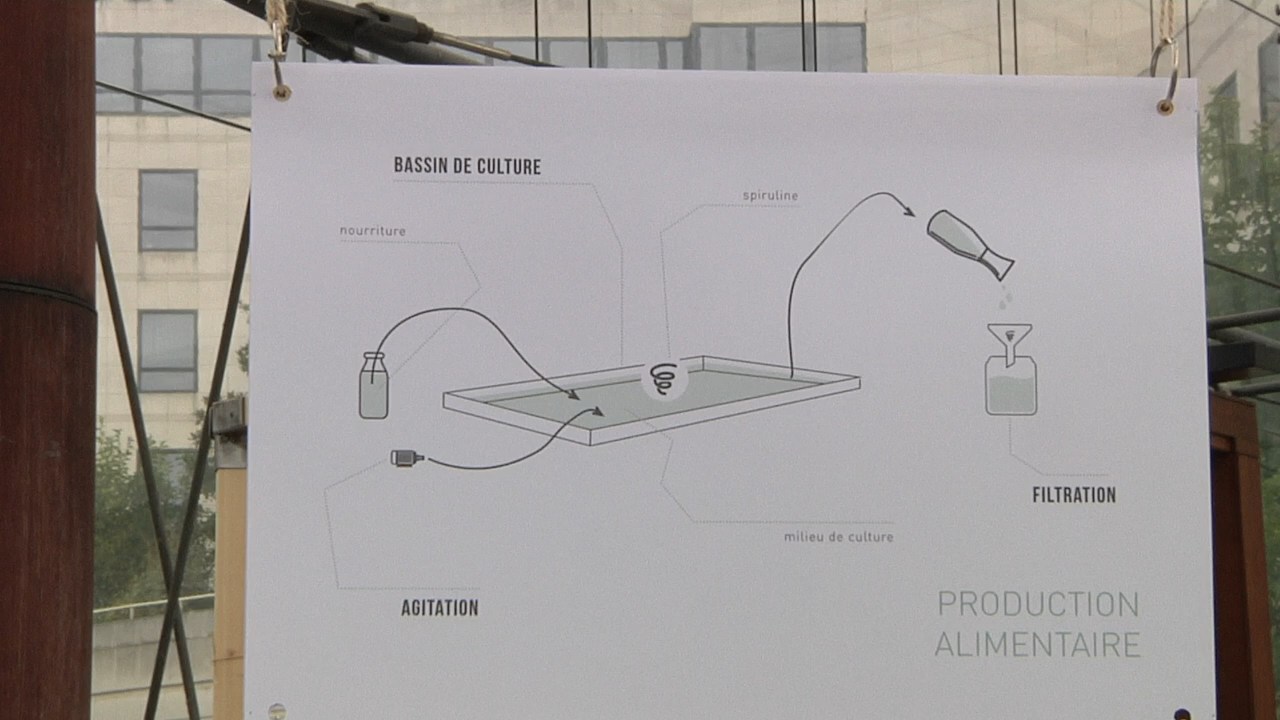 BASSIN DE CULTURE
spiruline
nourriture
FILTRATION
milieu de culture
AGITATION
PRODUCTION
ALIMENTAIRE